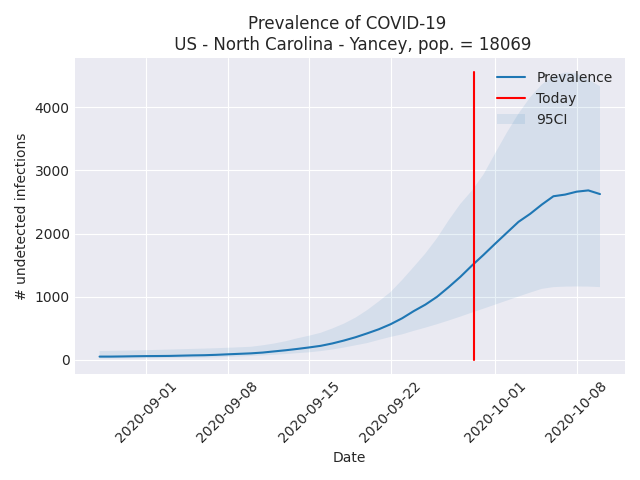 Prevalence of COVID-19
US - North Carolina - Yancey, pop. = 18069
Prevalence
Today
95CI
4000
3000
2000
1000
0
# undetected infections
2020-09-01
2020-09-08
2020-09-15
2020-09-22
2020-10-01
2020-10-08
Date